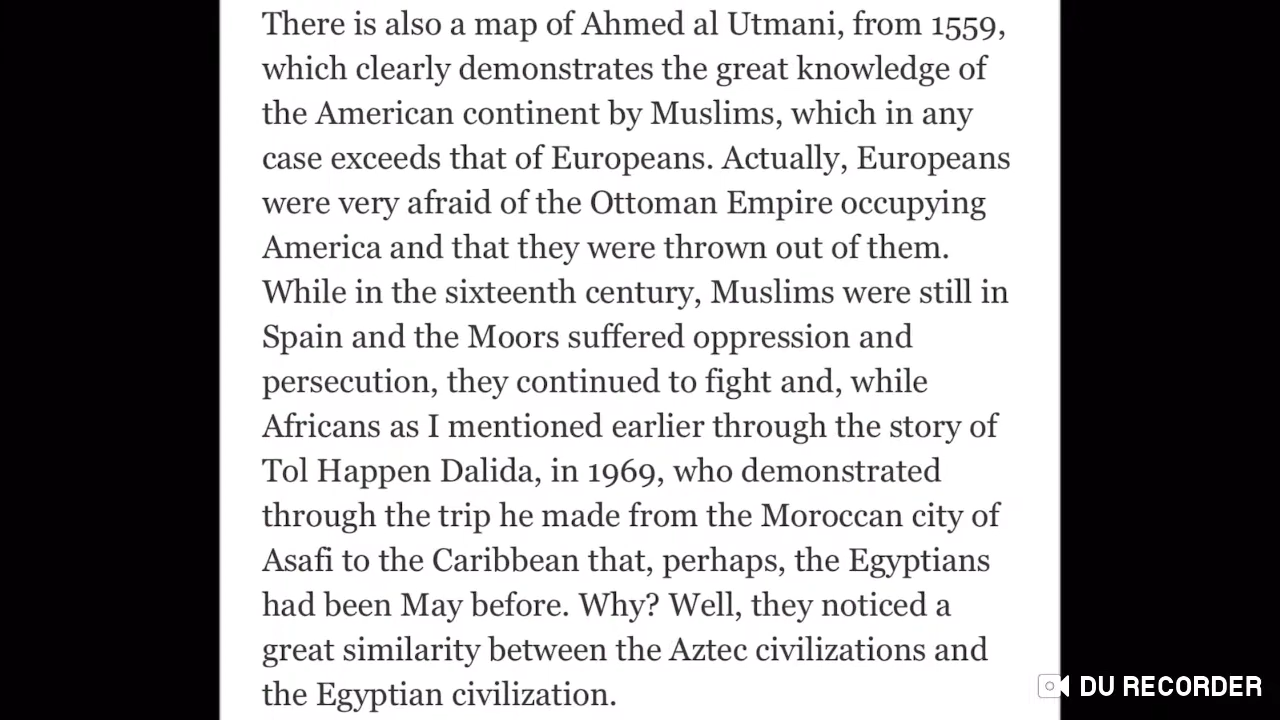 There is also a map of Ahmed al Utmani, from 1559,
which clearly demonstrates the great knowledge of
the American continent by Muslims, which in any
case exceeds that of Europeans. Actually, Europeans
were very afraid of the Ottoman Empire occupying
America and that they were thrown out of them.
While in the sixteenth century, Muslims were still in
Spain and the Moors suffered oppression and
persecution, they continued to fight and, while
Africans as I mentioned earlier through the story of
Tol Happen Dalida, in 1969, who demonstrated
through the trip he made from the Moroccan city of
Asafi to the Caribbean that, perhaps, the Egyptians
had been May before. Why? Well, they noticed a
great similarity between the Aztec civilizations and
the Egyptian civilization.
DU RECORDER